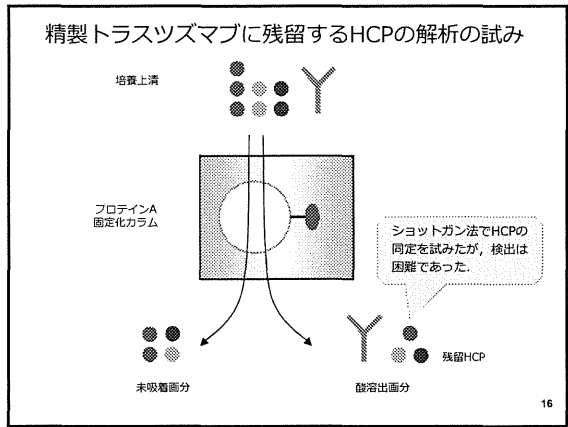 精製トラスツズマブに残留するHCPの解析の試み
培養上清
プロテインA
固定化カラム
ショットガン法でHCPの
同定を試みたが，検出は
困難であった．
残留HCP
未吸着画分
酸溶出画分
16